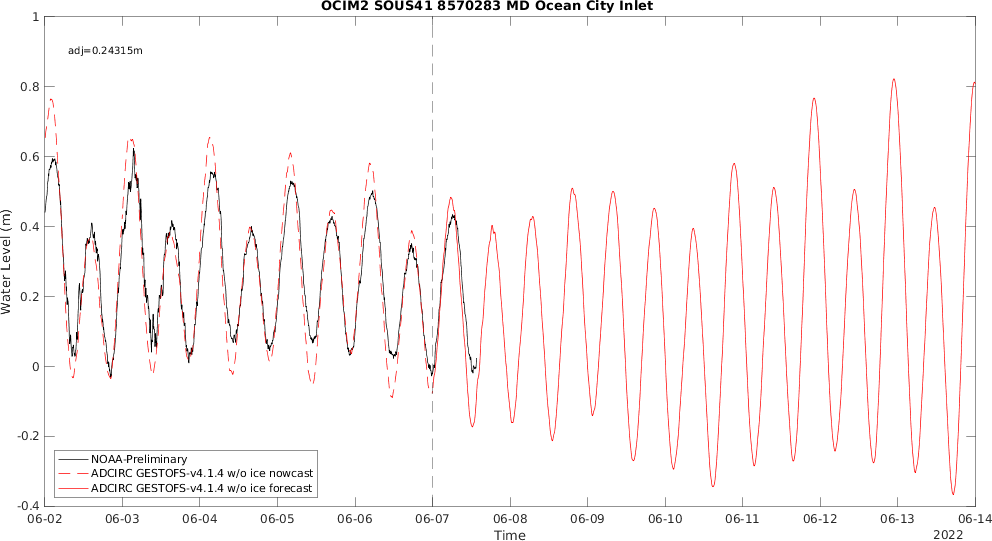 OCIM2 SOUS41 8570283 MD Ocean City Inlet
adj=0.24315m
Water Level (m)
1
0.8
0.6
0.4
0.2
0
-0.2
-0.4
NOAA-Preliminary
ADCIRC GESTOFS-v4.1.4 w/o ice nowcast
ADCIRC GESTOFS-v4.1.4 w/o ice forecast
06-02 06-03 06-04 06-05 06-06 06-07 06-08 06-09 06-10 06-11 06-12 06-13 06-14
Time
2022